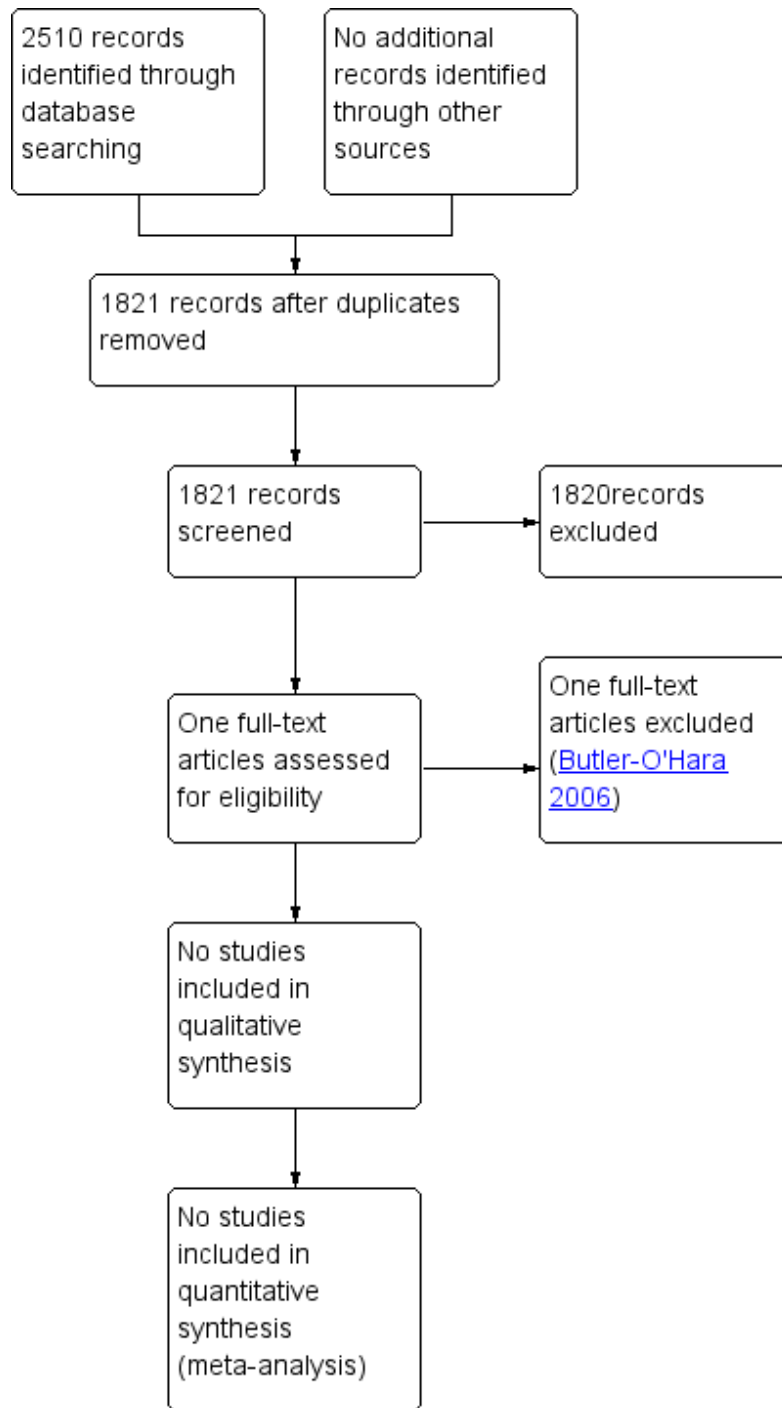 2510 records
identified through
database
searching
No additional
records identified
through other
sources
1821 records after duplicates
removed
1821 records
screened
1820records
excluded
One full-text
articles assessed
for eligibility
One full-text
articles excluded
(Butler-O'Hara
2006)
No studies
included in
qualitative
synthesis
No studies
included in
quantitative
synthesis
(meta-analysis)